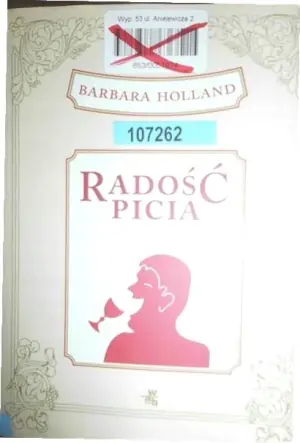 Wyp. 53 ul. Anielewicza 2
BARBARA HOLLAND
107262
RADOŚĆ
PICIA